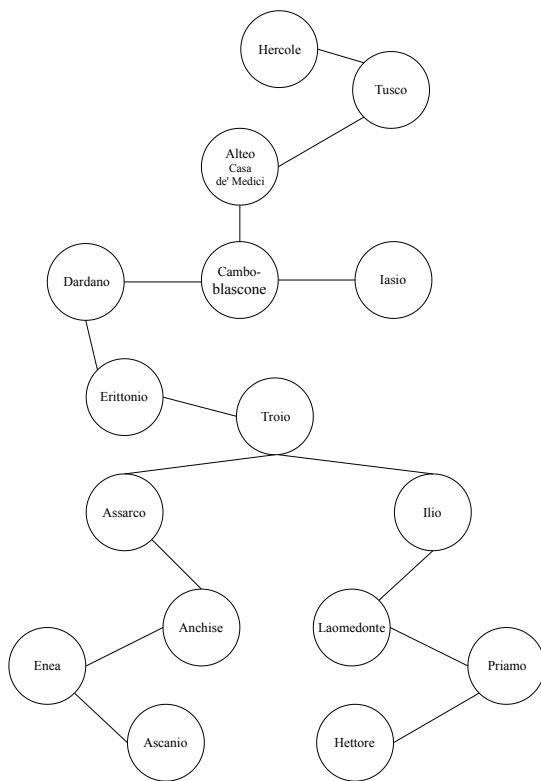 Hercole
Tusco
Alteo
Casa
de' Medici
Dardano
Cambo-
blascone
Iasio
Erittonio
Troio
Assarco
Ilio
Anchise
Laomedonte
Enea
Priamo
Ascanio
Hettore